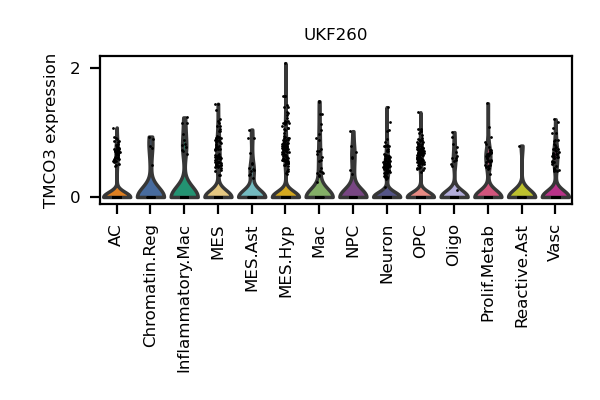 UKF260
TMCO3 expression
2
0
AC
Chromatin.Reg
Inflammatory.Mac
MES
MES.Ast
MES.Hyp
Mac
NPC
Neuron
OPC
Oligo
Prolif.Metab
Reactive.Ast
Vasc